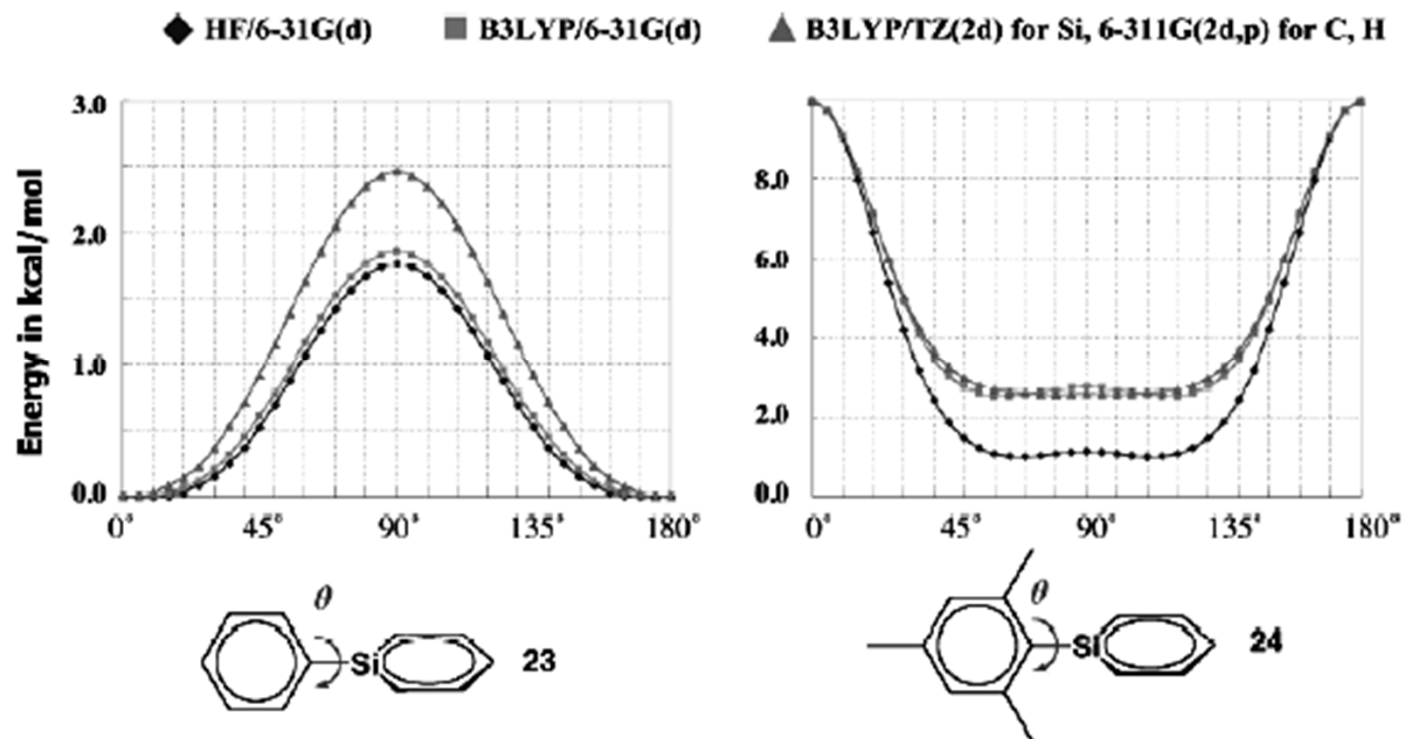 HF/6-31G(d) B3LYP/6-31G(d) B3LYP/TZ(2d) for Si, 6-311G(2d,p) for C, H
Energy in kcal/mol
3.0
2.0
1.0
0.0
0° 45° 90° 135° 180°
8.0
6.0
4.0
2.0
0.0
0° 45° 90° 135° 180°
θ
Si
23
θ
Si
24